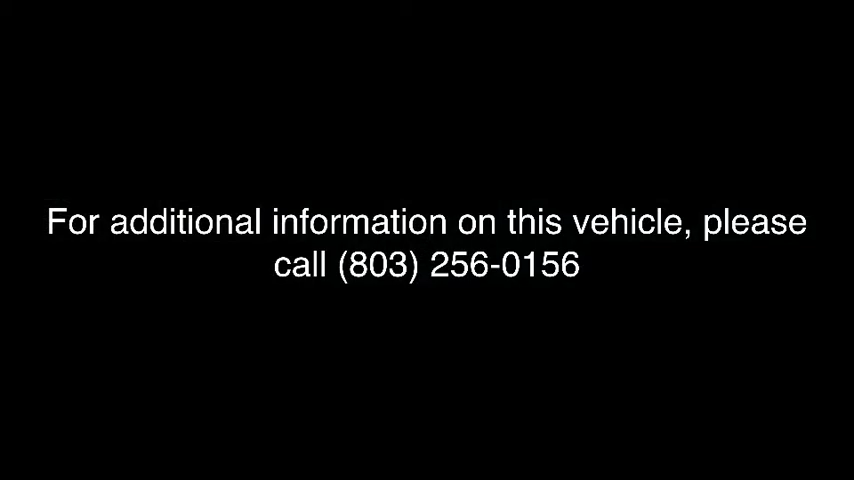 For additional information on this vehicle, please
call (803) 256-0156